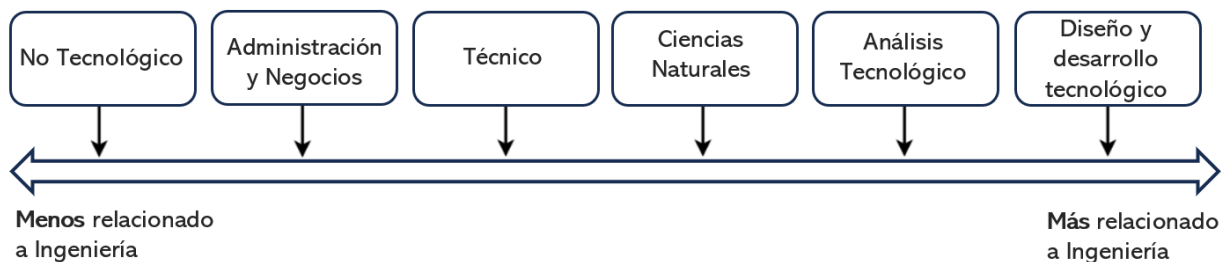 No Tecnológico
Administración
y Negocios
Técnico
Ciencias
Naturales
Análisis
Tecnológico
Diseño y
desarrollo
tecnológico
Menos relacionado
a Ingeniería
Más relacionado
a Ingeniería